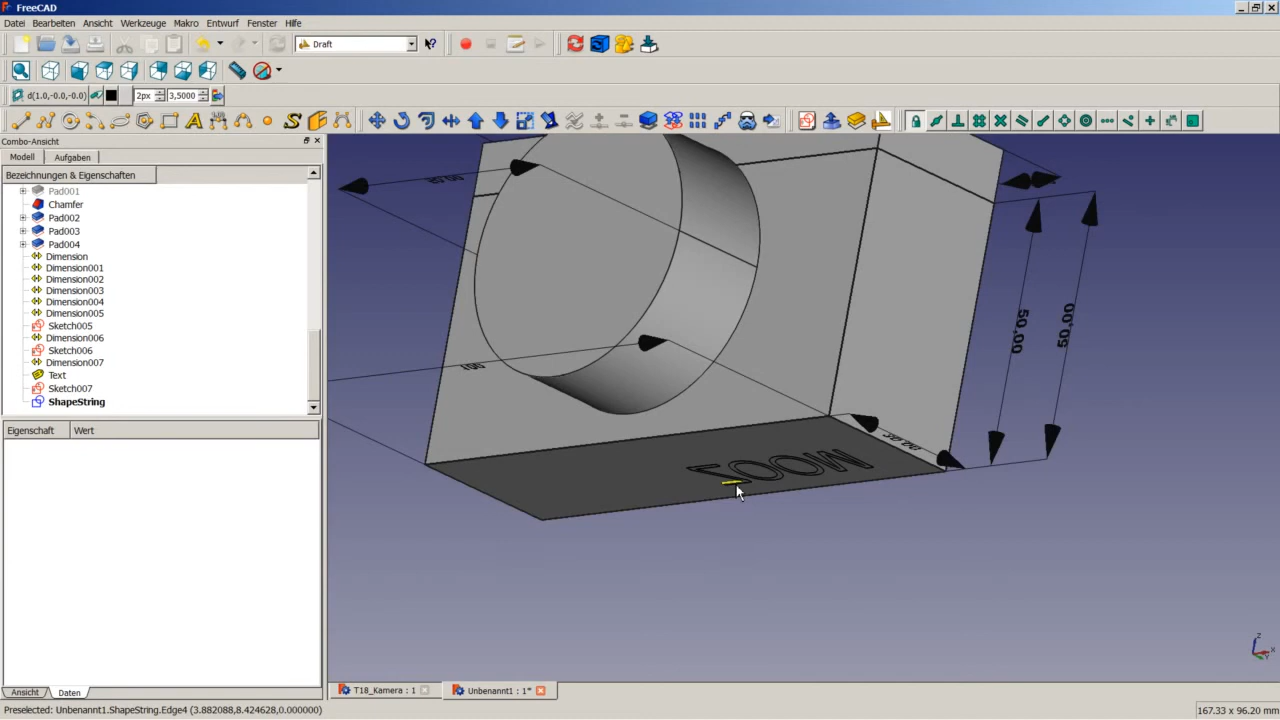 FreeCAD
Datei Bearbeiten Ansicht Werkzeuge Makro Entwurf Fenster Hilfe
Draft
d(1.0,-0.0,-0.0) 2px 3,5000
Combo-Ansicht
Modell Aufgaben
Bezeichnungen & Eigenschaften
Pad001
Chamfer
Pad002
Pad003
Pad004
Dimension
Dimension001
Dimension002
Dimension003
Dimension004
Dimension005
Sketch005
Dimension006
Sketch006
Dimension007
Text
Sketch007
ShapeString
Eigenschaft Wert
50,00
50,00
ZOOM
Ansicht Daten
T18_Kamera : 1
Unbenannt1 : 1*
Preselected: Unbenannt1.ShapeString.Edge4 (3.882088,8.424628,0.000000)
167.33 x 96.20 mm